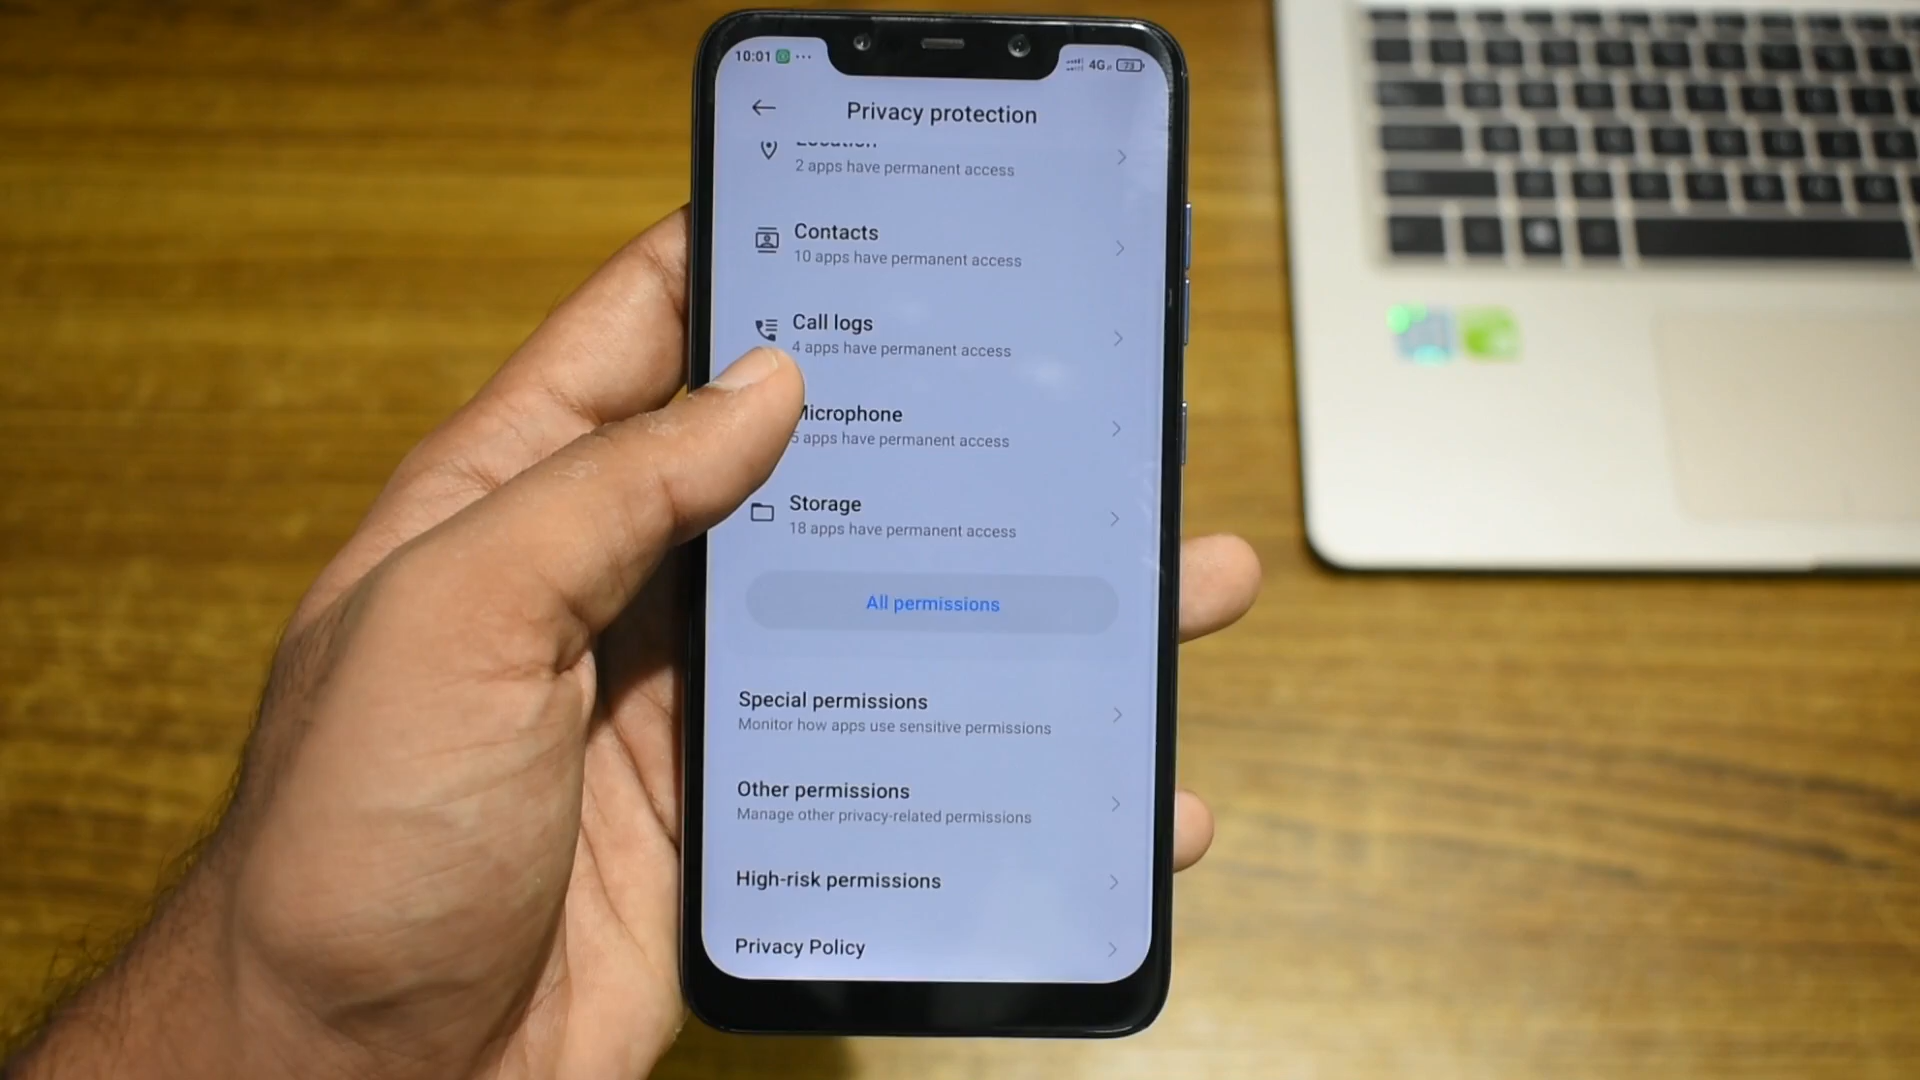 10:01 ...
4G 73
Privacy protection
Location
2 apps have permanent access
Contacts
10 apps have permanent access
Call logs
4 apps have permanent access
Microphone
5 apps have permanent access
Storage
18 apps have permanent access
All permissions
Special permissions
Monitor how apps use sensitive permissions
Other permissions
Manage other privacy-related permissions
High-risk permissions
Privacy Policy